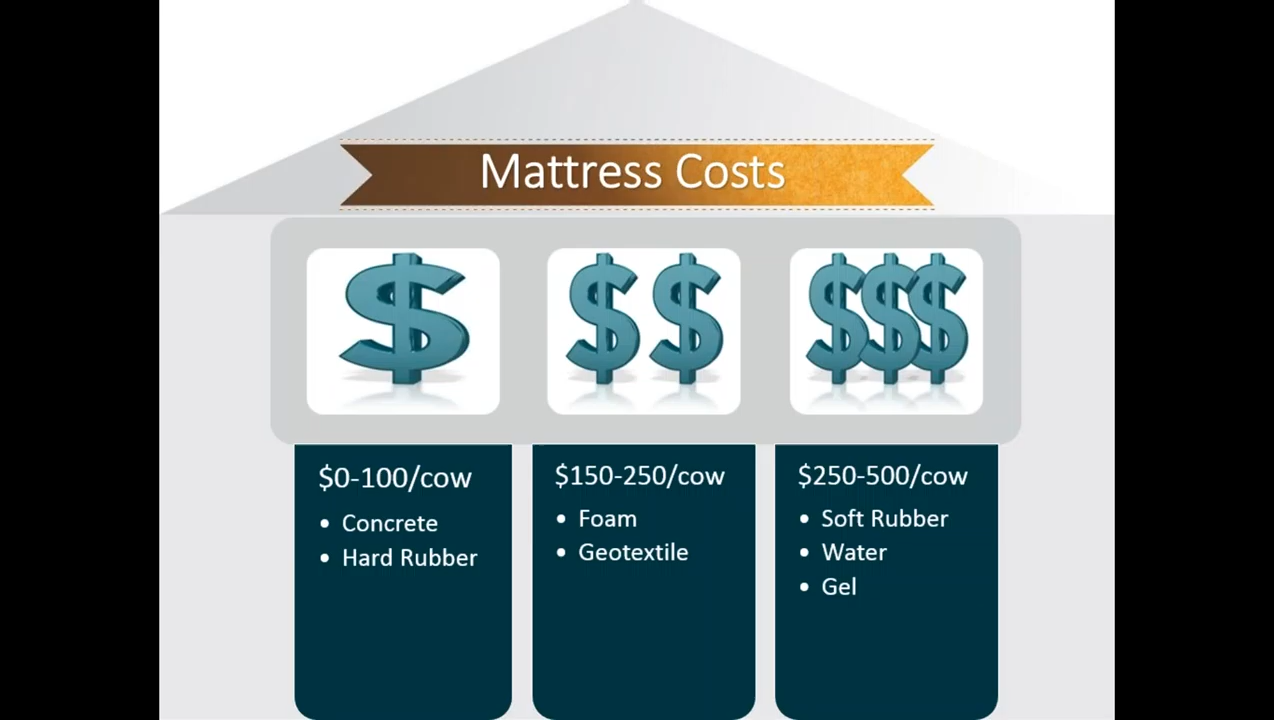 Mattress Costs
$
$ $
$$$
$0-100/cow
• Concrete
• Hard Rubber
$150-250/cow
• Foam
• Geotextile
$250-500/cow
• Soft Rubber
• Water
• Gel